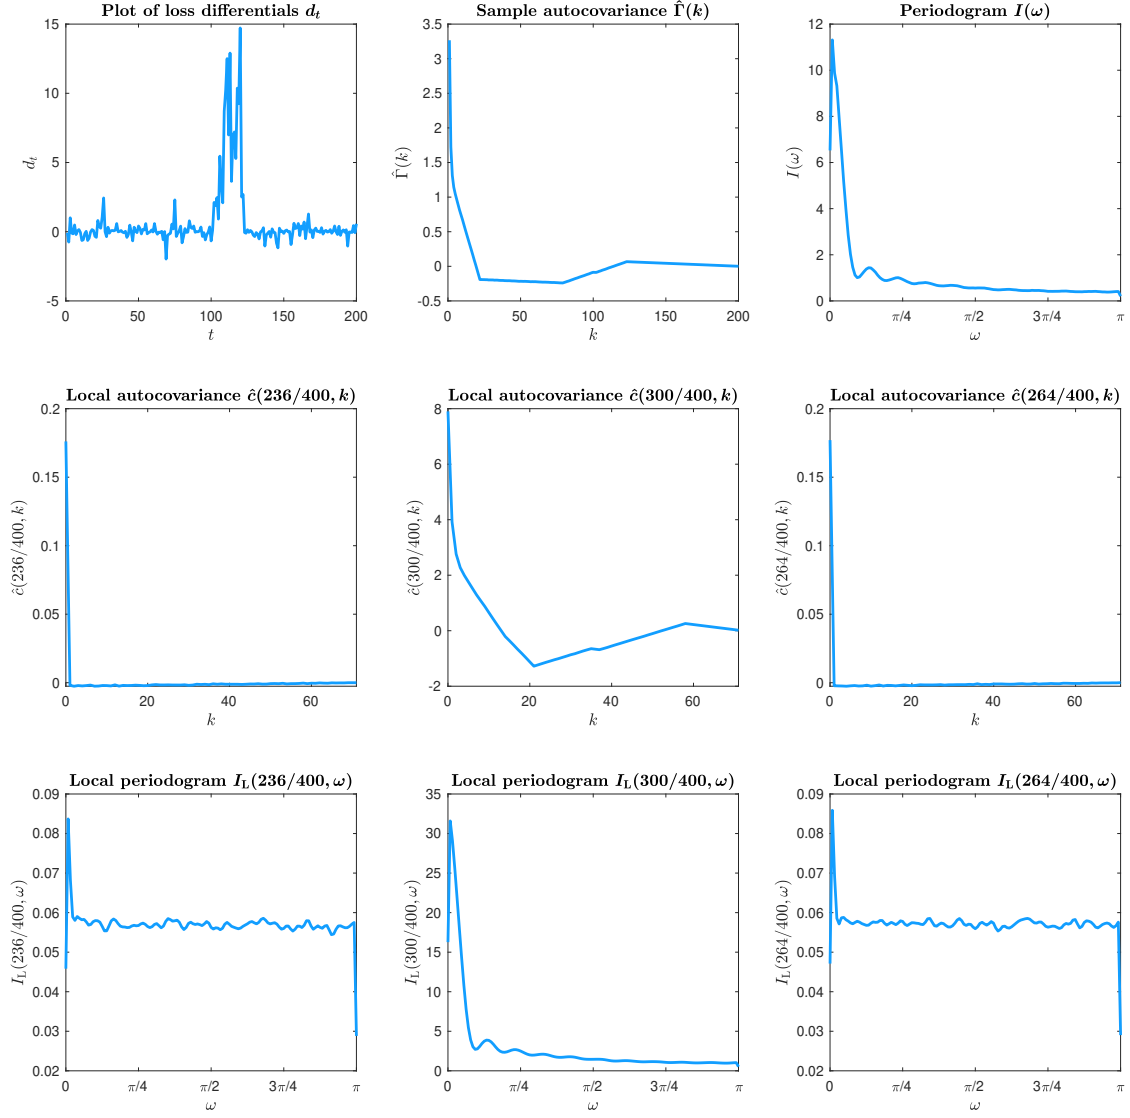 Plot of loss differentials d_t
15
10
5
0
-5
d_t
0 50 100 150 200
t
Sample autocovariance Γ̂(k)
3.5
3
2.5
2
1.5
1
0.5
0
-0.5
Γ̂(k)
0 50 100 150 200
k
Periodogram I(ω)
12
10
8
6
4
2
0
I(ω)
0 π/4 π/2 3π/4 π
ω
Local autocovariance ĉ(236/400, k)
0.2
0.15
0.1
0.05
0
ĉ(236/400, k)
0 20 40 60
k
Local autocovariance ĉ(300/400, k)
8
6
4
2
0
-2
ĉ(300/400, k)
0 20 40 60
k
Local autocovariance ĉ(264/400, k)
0.2
0.15
0.1
0.05
0
ĉ(264/400, k)
0 20 40 60
k
Local periodogram I_L(236/400, ω)
0.09
0.08
0.07
0.06
0.05
0.04
0.03
0.02
I_L(236/400, ω)
0 π/4 π/2 3π/4 π
ω
Local periodogram I_L(300/400, ω)
35
30
25
20
15
10
5
0
I_L(300/400, ω)
0 π/4 π/2 3π/4 π
ω
Local periodogram I_L(264/400, ω)
0.09
0.08
0.07
0.06
0.05
0.04
0.03
0.02
I_L(264/400, ω)
0 π/4 π/2 3π/4 π
ω